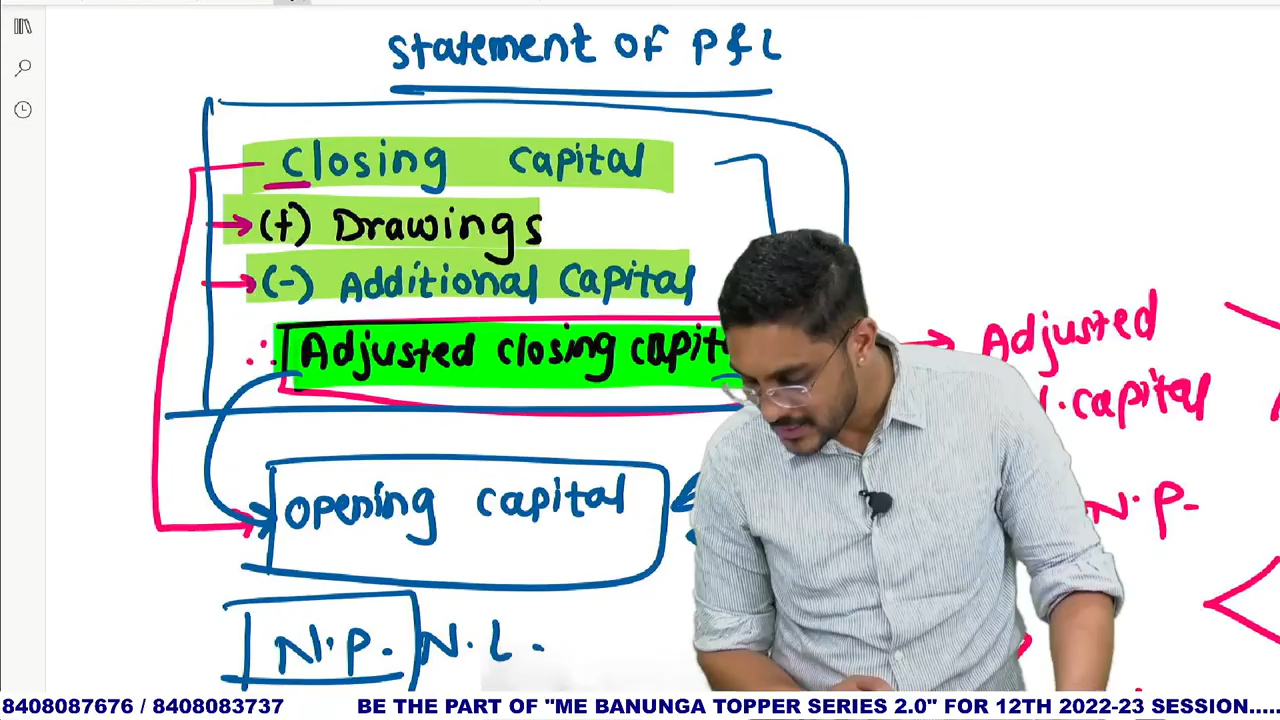 Statement of P & L
Closing capital
(+) Drawings
(-) Additional capital
∴ Adjusted closing
Adjusted
capital
opening capital
N. P.
N. P. N. L.
8408087676 / 8408083737 BE THE PART OF "ME BANUNGA TOPPER SERIES 2.0" FOR 12TH 2022-23 SESSION.....